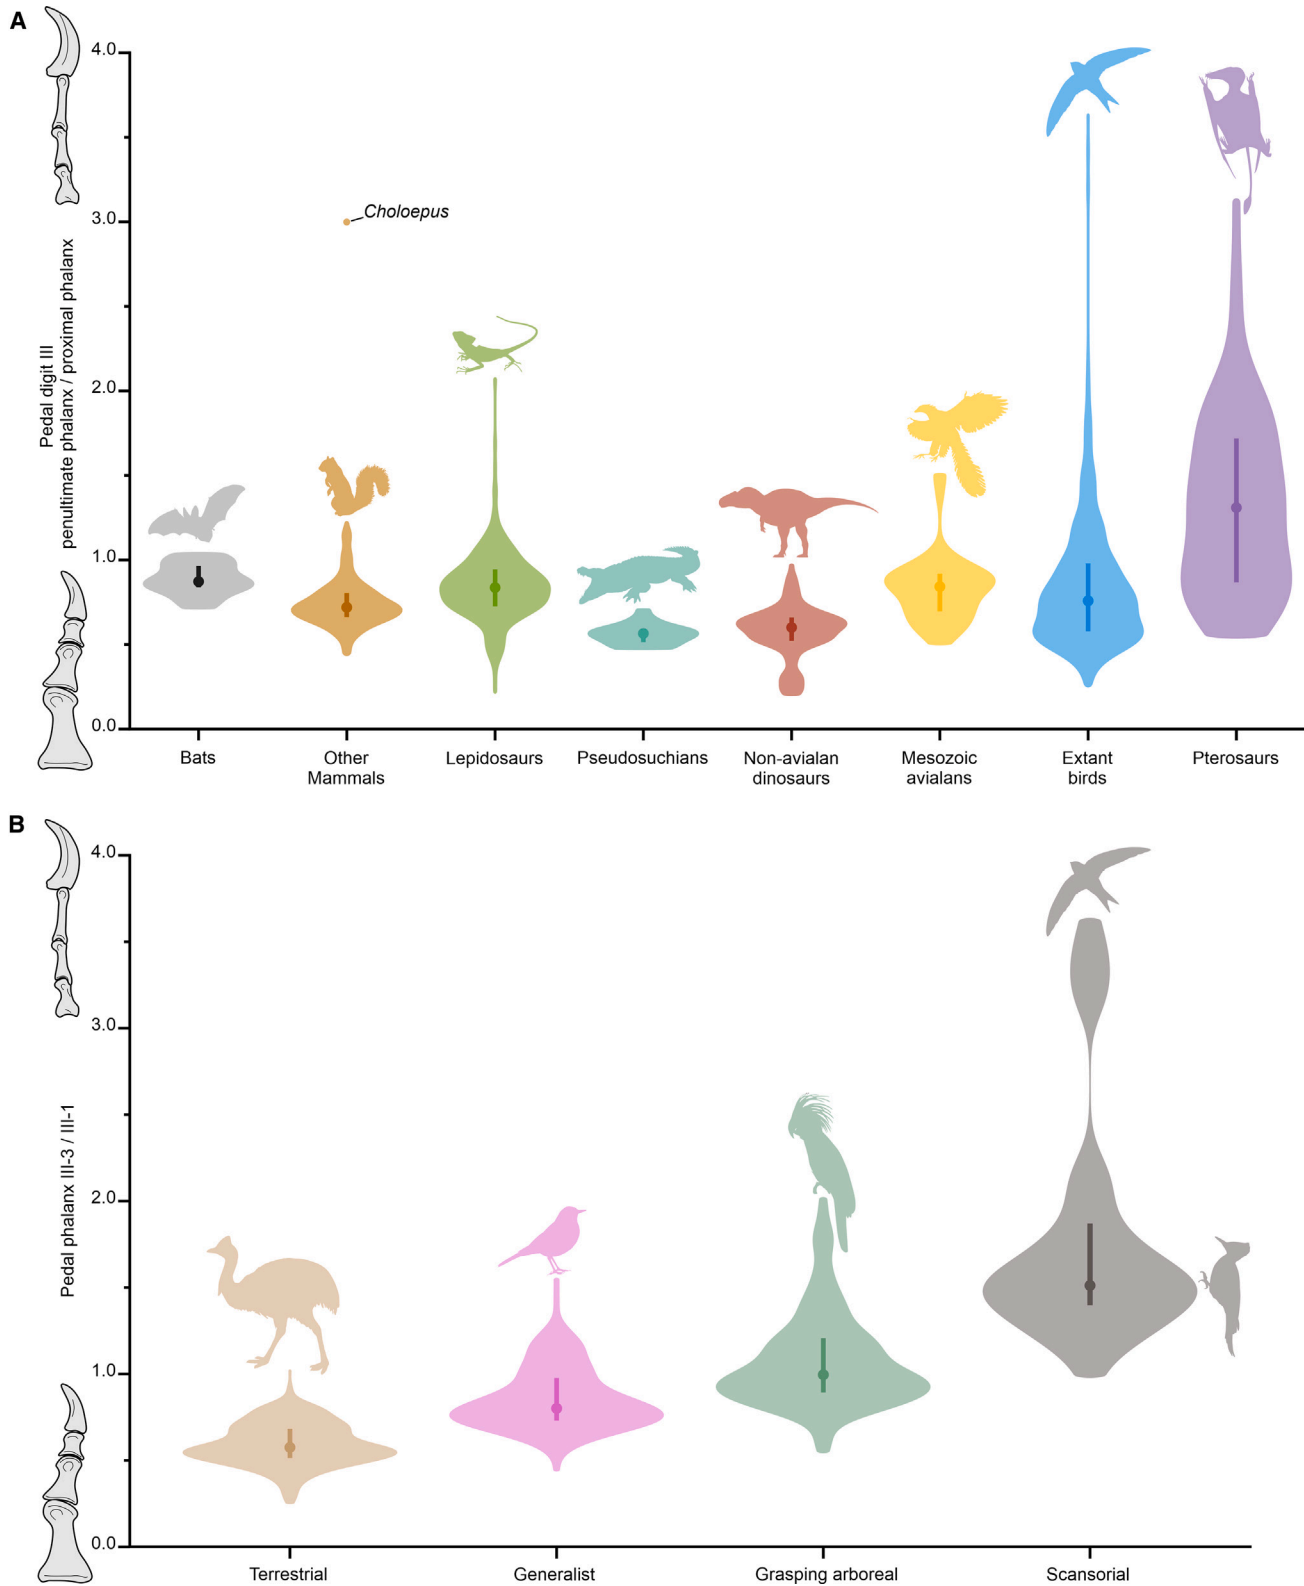 A
4.0
3.0
2.0
1.0
0.0
Pedal digit III
penultimate phalanx / proximal phalanx
Choloepus
Bats
Other
Mammals
Lepidosaurs
Pseudosuchians
Non-avialan
dinosaurs
Mesozoic
avialans
Extant
birds
Pterosaurs
B
4.0
3.0
2.0
1.0
0.0
Pedal phalanx III-3 / III-1
Terrestrial
Generalist
Grasping arboreal
Scansorial